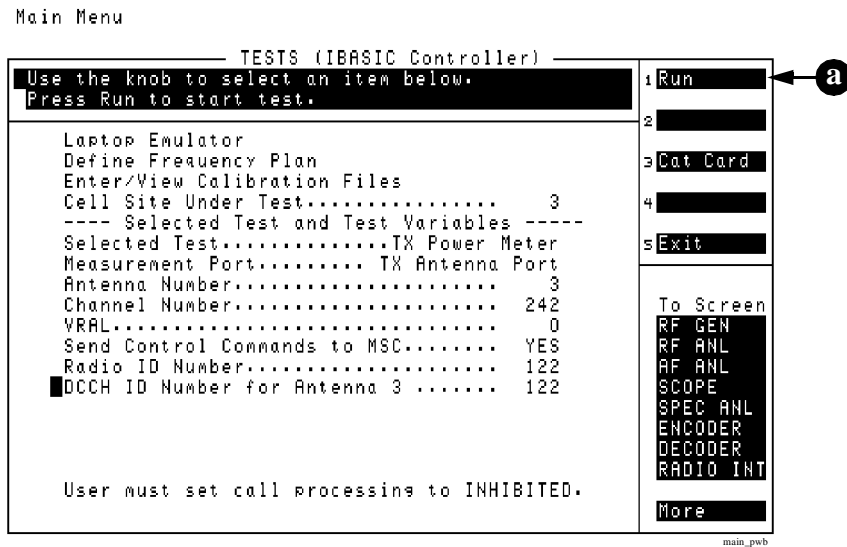 Main Menu
TESTS (IBASIC Controller)
Use the knob to select an item below.
Press Run to start test.
Laptop Emulator
Define Frequency Plan
Enter/View Calibration Files
Cell Site Under Test................ 3
---- Selected Test and Test Variables -----
Selected Test..............TX Power Meter
Measurement Port......... TX Antenna Port
Antenna Number...................... 3
Channel Number...................... 242
VRAL................................ 0
Send Control Commands to MSC........ YES
Radio ID Number..................... 122
DCCH ID Number for Antenna 3 ....... 122
User must set call processing to INHIBITED.
1 Run
2
3 Cat Card
4
5 Exit
To Screen
RF GEN
RF ANL
AF ANL
SCOPE
SPEC ANL
ENCODER
DECODER
RADIO INT
More
a
main_pwb